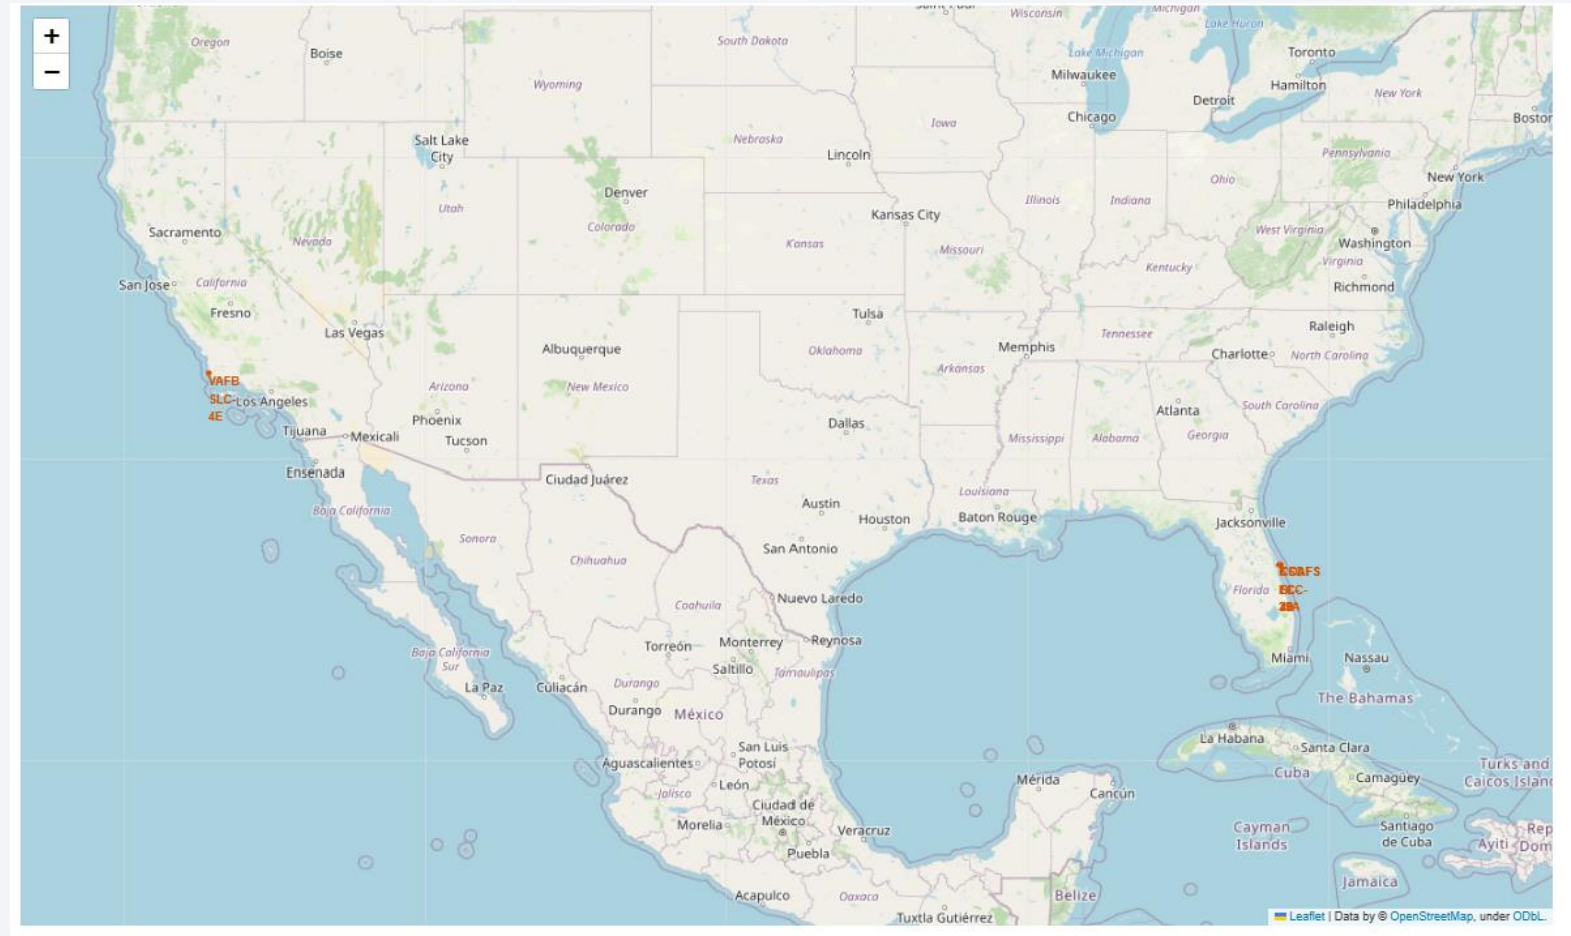 +
−
Oregon
Boise
South Dakota
Wisconsin
Michigan
Lake Huron
Toronto
Lake Michigan
Milwaukee
Hamilton
Wyoming
Detroit
New York
Chicago
Boston
Iowa
Salt Lake
City
Nebraska
Lincoln
Pennsylvania
New York
Ohio
Denver
Utah
Illinois
Indiana
Philadelphia
Kansas City
Colorado
Sacramento
Nevada
Kansas
Missouri
West Virginia
Washington
Virginia
Kentucky
San Jose
California
Richmond
Fresno
Tulsa
Las Vegas
Raleigh
Tennessee
Albuquerque
Oklahoma
Memphis
Charlotte
North Carolina
Arkansas
VAFB
SLC-
4E
Los Angeles
Arizona
New Mexico
South Carolina
Phoenix
Atlanta
Dallas
Tijuana
Mexicali
Tucson
Mississippi
Alabama
Georgia
Ensenada
Ciudad Juárez
Texas
Louisiana
Baja California
Austin
Houston
Baton Rouge
Jacksonville
Sonora
San Antonio
Chihuahua
Florida
Nuevo Laredo
Coahuila
Torreón
Monterrey
Reynosa
Baja California
Sur
Saltillo
Tamaulipas
Miami
Nassau
La Paz
Culiacán
Durango
The Bahamas
Durango
México
La Habana
Santa Clara
San Luis
Potosí
Aguascalientes
Cuba
Camagüey
Turks and
Caicos Islands
León
Mérida
Cancún
Jalisco
Ciudad de
México
Morelia
Veracruz
Cayman
Islands
Santiago
de Cuba
Rep
Ayiti
Dom
Puebla
Jamaica
Acapulco
Oaxaca
Belize
Tuxtla Gutiérrez
Leaflet | Data by © OpenStreetMap, under ODbL.